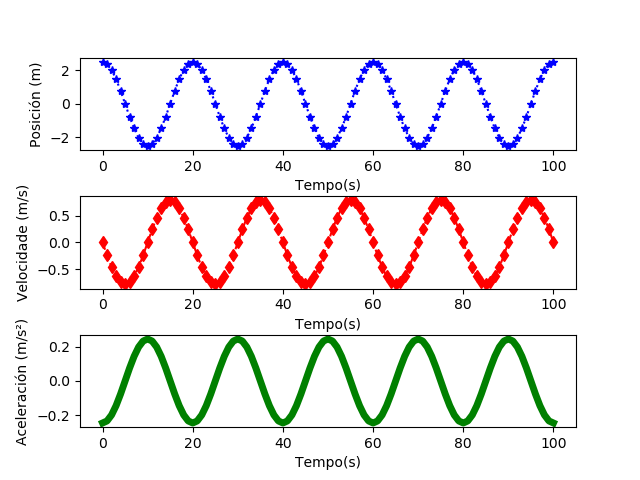 Posición (m)
2
0
−2
0 20 40 60 80 100
Tempo(s)
Velocidade (m/s)
0.5
0.0
−0.5
0 20 40 60 80 100
Tempo(s)
Aceleración (m/s²)
0.2
0.0
−0.2
0 20 40 60 80 100
Tempo(s)